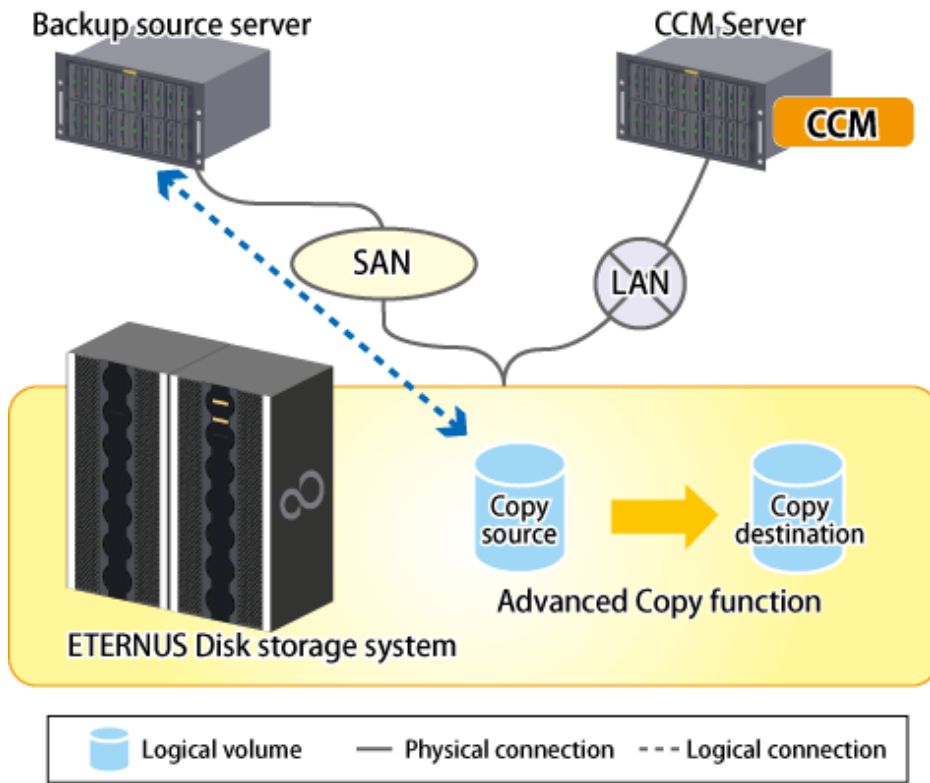 Backup source server
CCM Server
CCM
SAN
LAN
Copy
source
Copy
destination
Advanced Copy function
ETERNUS Disk storage system
Logical volume
Physical connection
Logical connection